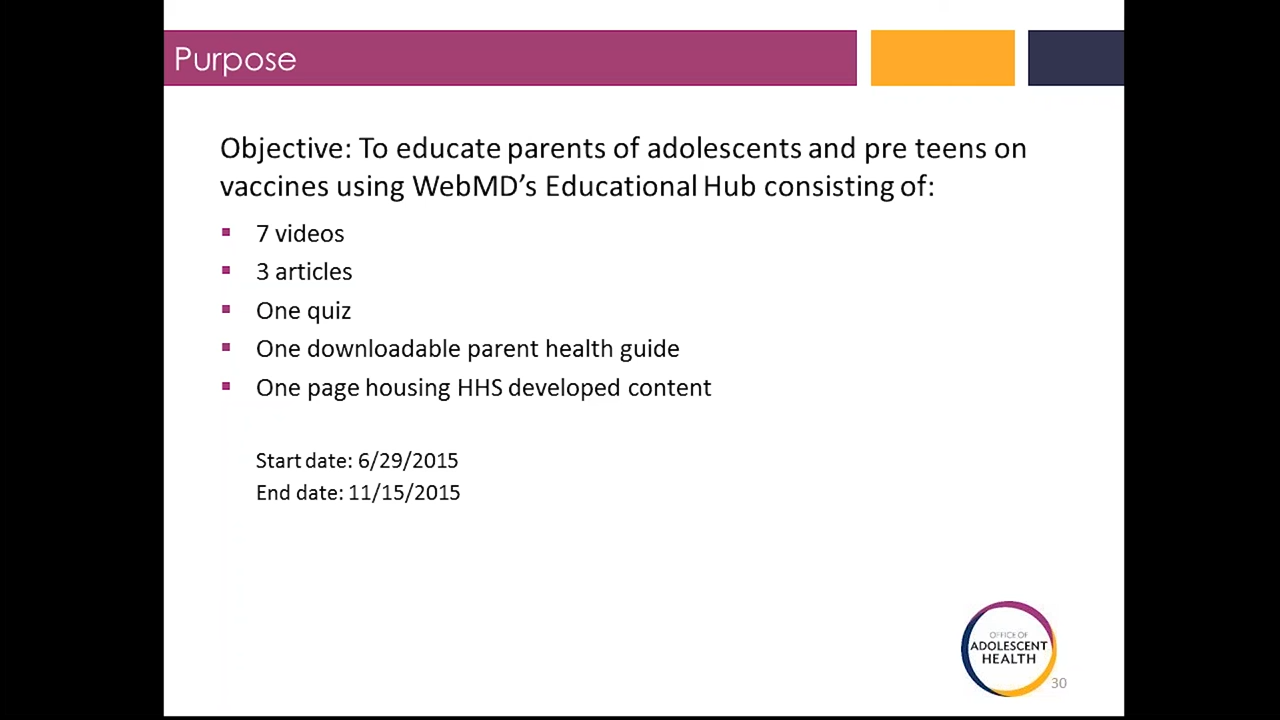 Purpose
Objective: To educate parents of adolescents and pre teens on
vaccines using WebMD’s Educational Hub consisting of:
7 videos
3 articles
One quiz
One downloadable parent health guide
One page housing HHS developed content
Start date: 6/29/2015
End date: 11/15/2015
OFFICE OF
ADOLESCENT
HEALTH
30